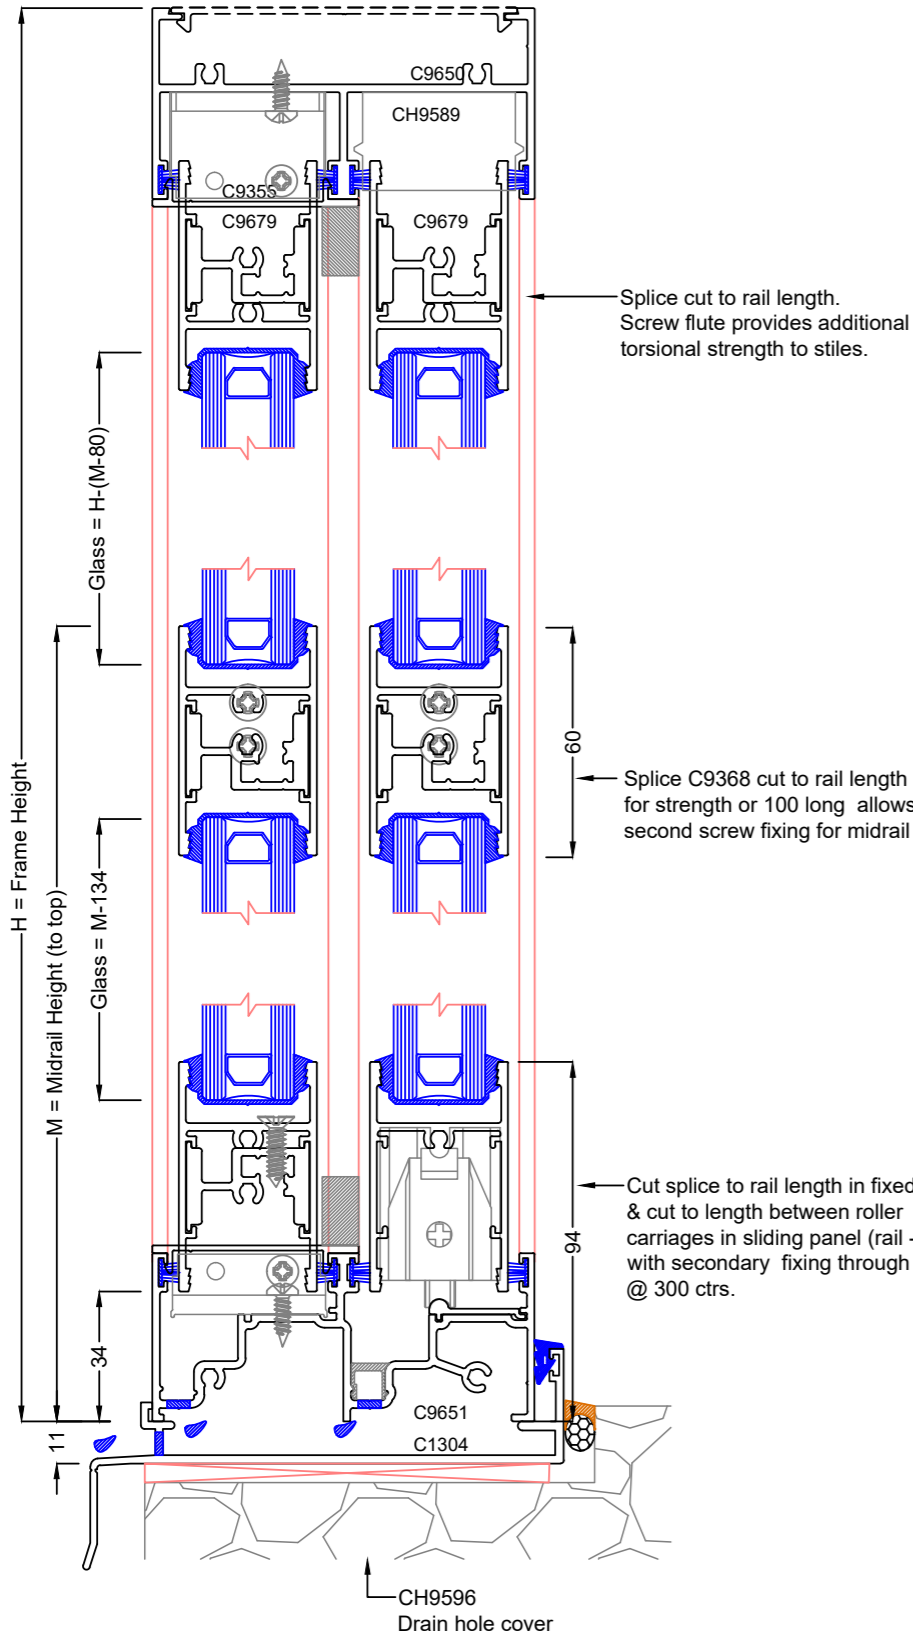 C9650
CH9589
C9355
C9679
C9679
Splice cut to rail length.
Screw flute provides additional
torsional strength to stiles.
Glass = H-(M-80)
H = Frame Height
M = Midrail Height (to top)
Glass = M-134
60
Splice C9368 cut to rail length
for strength or 100 long allows
second screw fixing for midrail
94
Cut splice to rail length in fixed
& cut to length between roller
carriages in sliding panel (rail -
with secondary fixing through
@ 300 ctrs.
34
11
C9651
C1304
CH9596
Drain hole cover